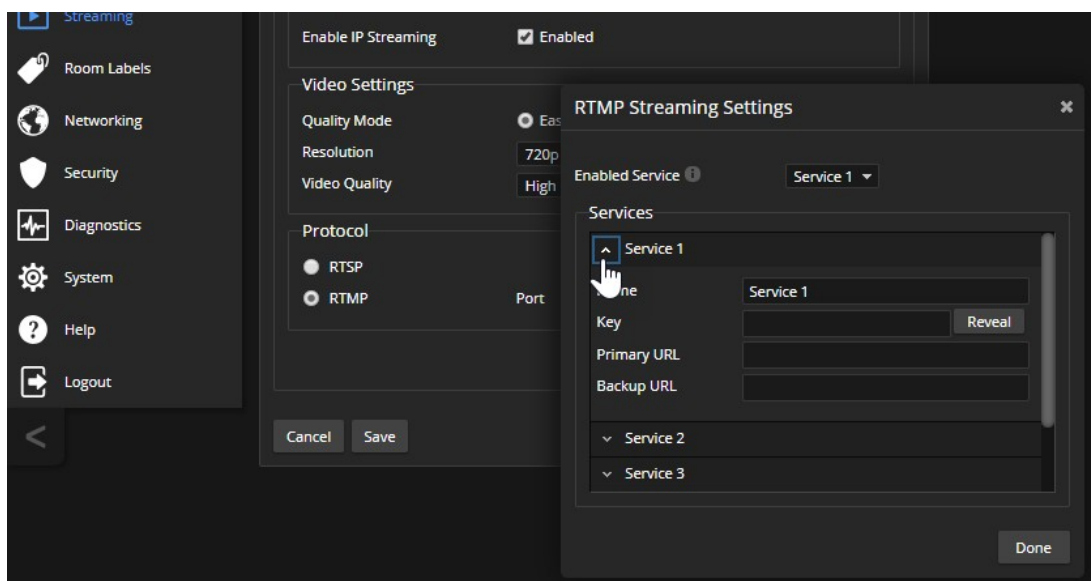 Streaming
Room Labels
Networking
Security
Diagnostics
System
Help
Logout
Enable IP Streaming
Enabled
Video Settings
Quality Mode
Resolution
720p
Video Quality
High
Protocol
RTSP
RTMP
Port
Cancel
Save
RTMP Streaming Settings
Enabled Service
Service 1
Services
Service 1
Service 1
Key
Reveal
Primary URL
Backup URL
Service 2
Service 3
Done